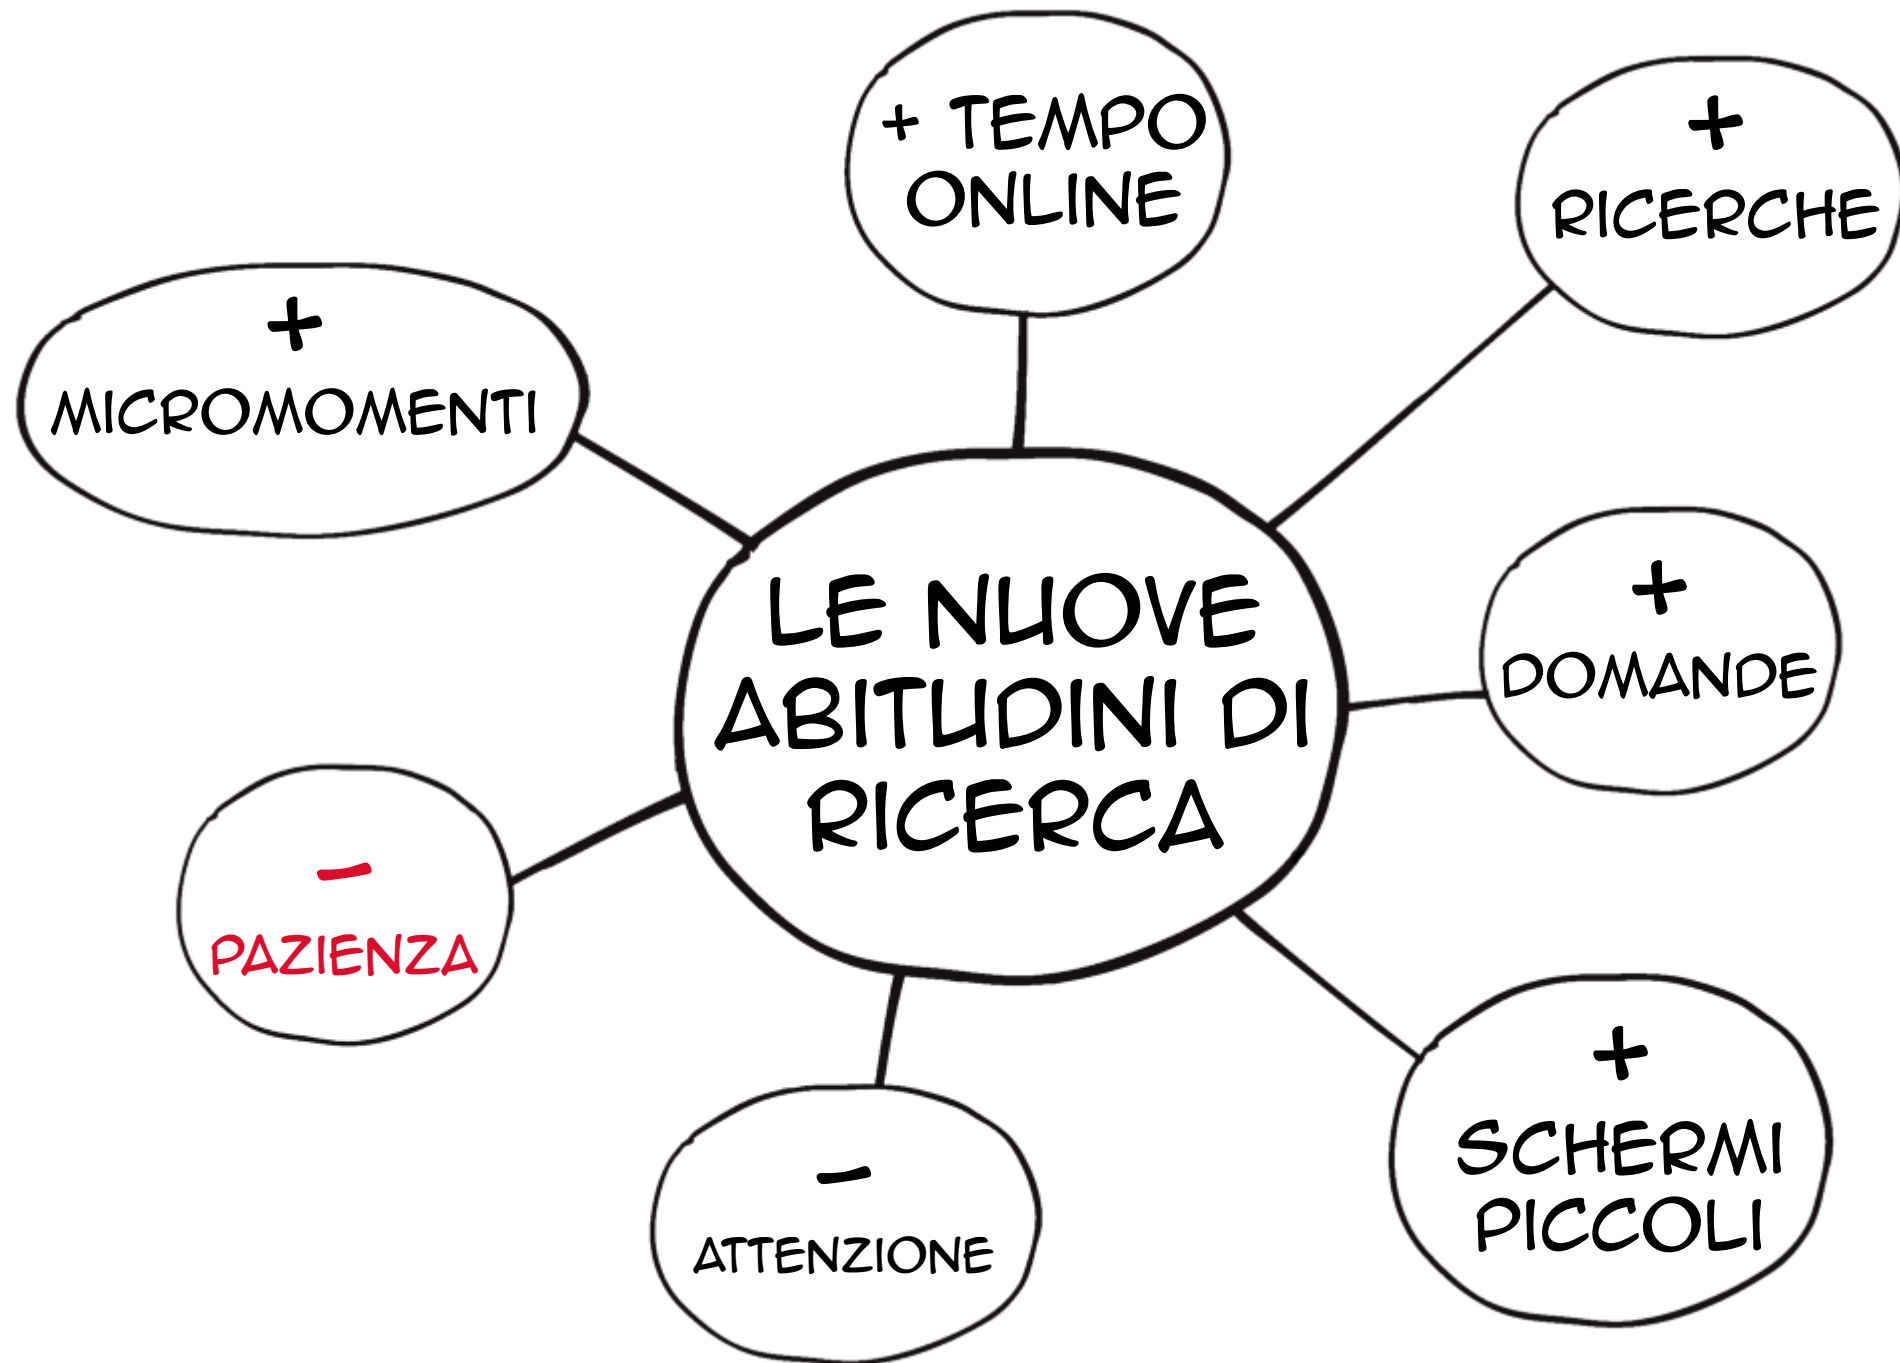 + TEMPO
ONLINE
+
RICERCHE
+
MICROMOMENTI
LE NUOVE
ABITUDINI DI
RICERCA
+
DOMANDE
-
PAZIENZA
-
ATTENZIONE
+
SCHERMI
PICCOLI